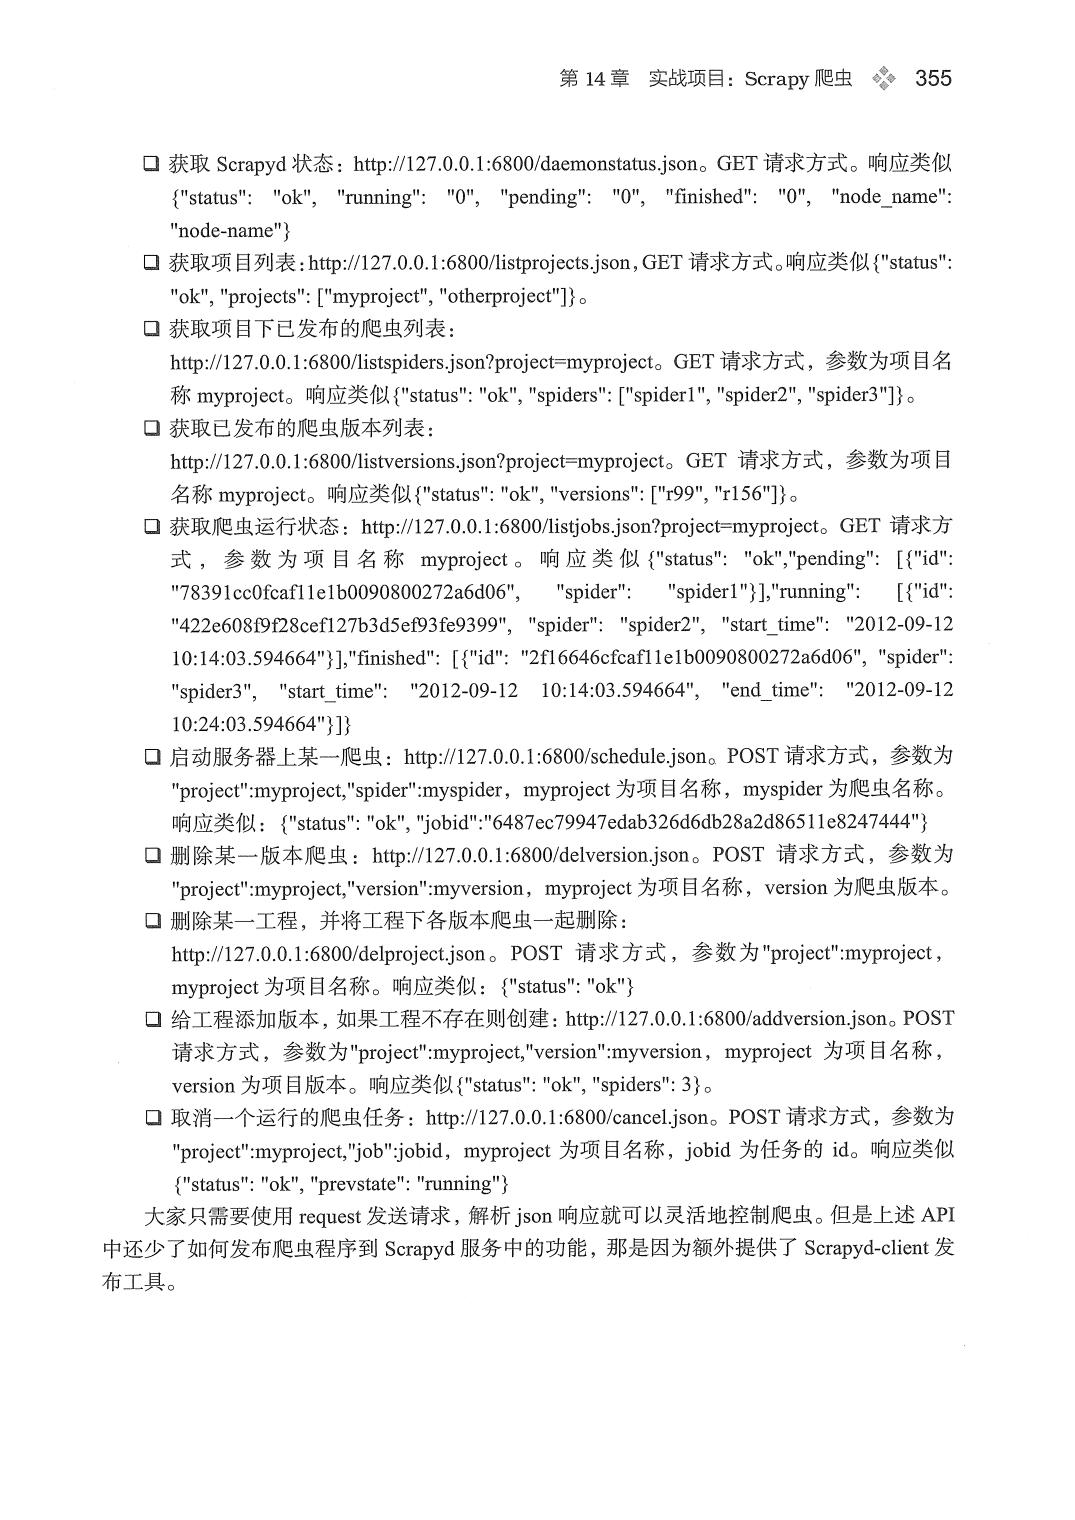 第 14 章 实战项目：Scrapy 爬虫 355
❑ 获取 Scrapyd 状态：http://127.0.0.1:6800/daemonstatus.json。GET 请求方式。响应类似
{"status": "ok", "running": "0", "pending": "0", "finished": "0", "node_name":
"node-name"}
❑ 获取项目列表：http://127.0.0.1:6800/listprojects.json，GET 请求方式。响应类似{"status":
"ok", "projects": ["myproject", "otherproject"]}。
❑ 获取项目下已发布的爬虫列表：
http://127.0.0.1:6800/listspiders.json?project=myproject。GET 请求方式，参数为项目名
称 myproject。响应类似{"status": "ok", "spiders": ["spider1", "spider2", "spider3"]}。
❑ 获取已发布的爬虫版本列表：
http://127.0.0.1:6800/listversions.json?project=myproject。GET 请求方式，参数为项目
名称 myproject。响应类似{"status": "ok", "versions": ["r99", "r156"]}。
❑ 获取爬虫运行状态：http://127.0.0.1:6800/listjobs.json?project=myproject。GET 请求方
式，参数为项目名称 myproject。响应类似{"status": "ok","pending": [{"id":
"78391cc0fcaf11e1b0090800272a6d06", "spider": "spider1"}],"running": [{"id":
"422e608f9f28cef127b3d5ef93fe9399", "spider": "spider2", "start_time": "2012-09-12
10:14:03.594664"}],"finished": [{"id": "2f16646cfcaf11e1b0090800272a6d06", "spider":
"spider3", "start_time": "2012-09-12 10:14:03.594664", "end_time": "2012-09-12
10:24:03.594664"}]}
❑ 启动服务器上某一爬虫：http://127.0.0.1:6800/schedule.json。POST 请求方式，参数为
"project":myproject,"spider":myspider，myproject 为项目名称，myspider 为爬虫名称。
响应类似：{"status": "ok", "jobid":"6487ec79947edab326d6db28a2d86511e8247444"}
❑ 删除某一版本爬虫：http://127.0.0.1:6800/delversion.json。POST 请求方式，参数为
"project":myproject,"version":myversion，myproject 为项目名称，version 为爬虫版本。
❑ 删除某一工程，并将工程下各版本爬虫一起删除：
http://127.0.0.1:6800/delproject.json。POST 请求方式，参数为"project":myproject，
myproject 为项目名称。响应类似：{"status": "ok"}
❑ 给工程添加版本，如果工程不存在则创建：http://127.0.0.1:6800/addversion.json。POST
请求方式，参数为"project":myproject,"version":myversion，myproject 为项目名称，
version 为项目版本。响应类似{"status": "ok", "spiders": 3}。
❑ 取消一个运行的爬虫任务：http://127.0.0.1:6800/cancel.json。POST 请求方式，参数为
"project":myproject,"job":jobid，myproject 为项目名称，jobid 为任务的 id。响应类似
{"status": "ok", "prevstate": "running"}
大家只需要使用 request 发送请求，解析 json 响应就可以灵活地控制爬虫。但是上述 API
中还少了如何发布爬虫程序到 Scrapyd 服务中的功能，那是因为额外提供了 Scrapyd-client 发
布工具。